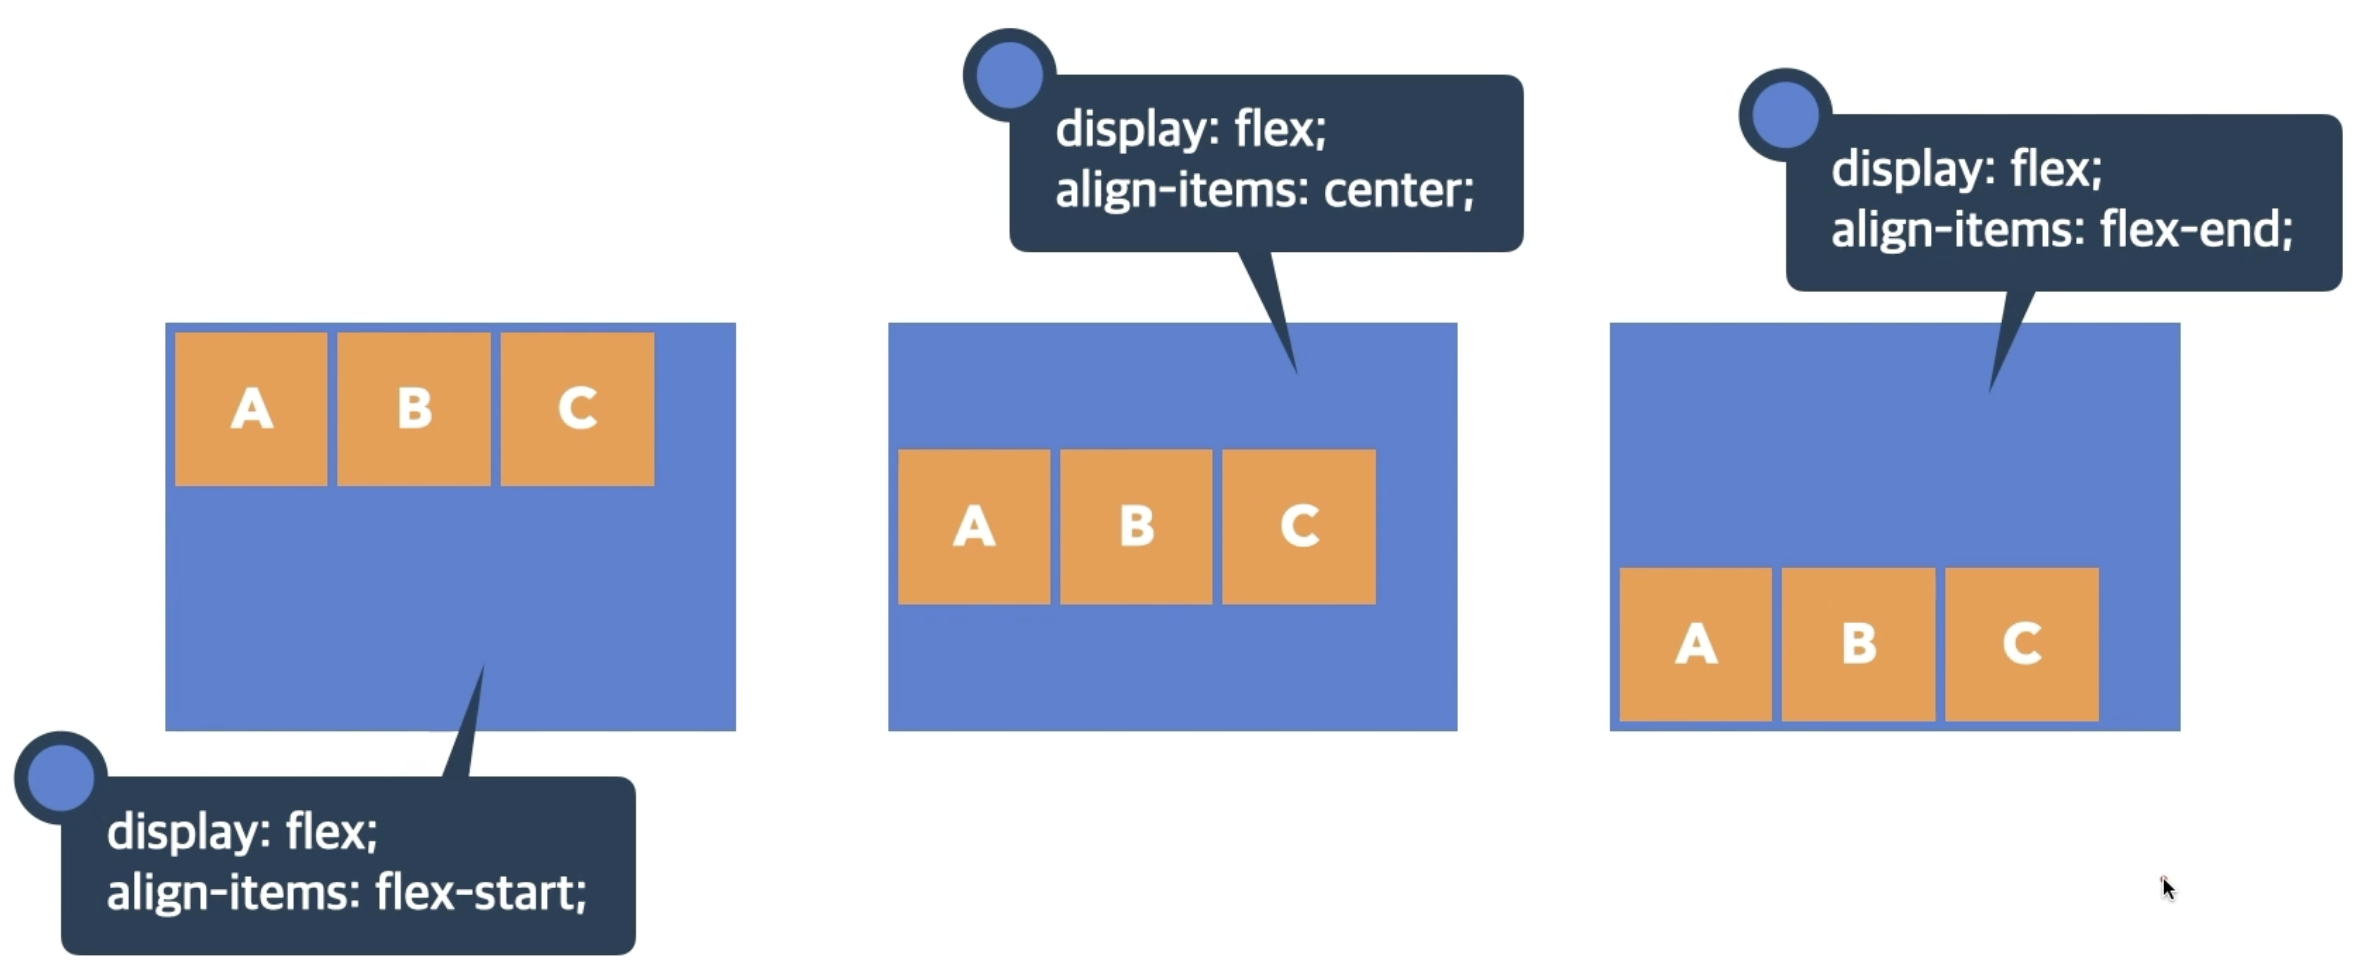 display: flex;
align-items: center;
display: flex;
align-items: flex-end;
A B C
A B C
A B C
display: flex;
align-items: flex-start;